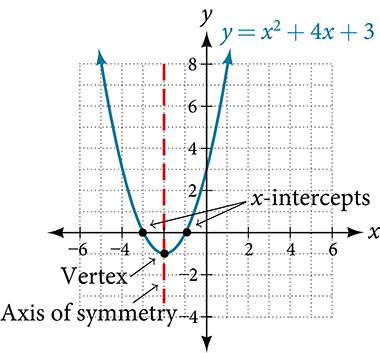 y
y = x² + 4x + 3
8
6
4
2
x-intercepts
−6 −4 2 4 6 x
Vertex
−2
Axis of symmetry
−4